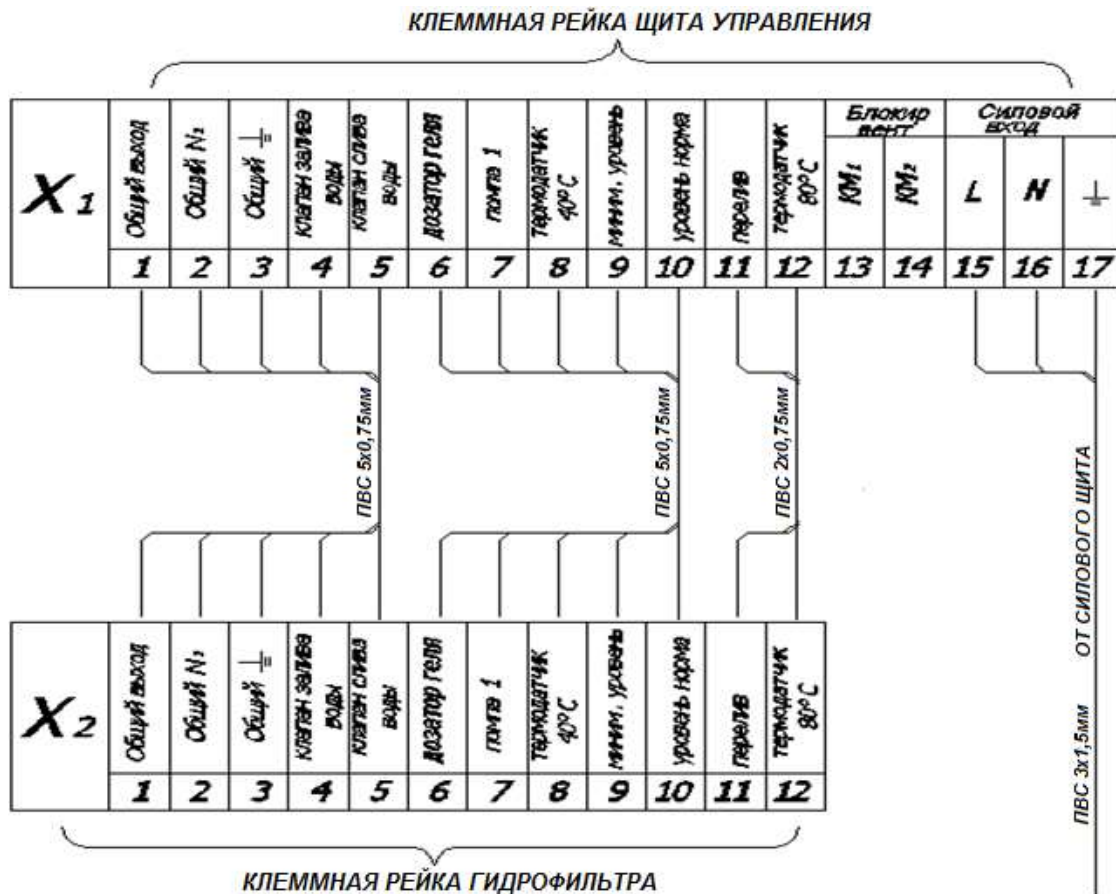 КЛЕММНАЯ РЕЙКА ЩИТА УПРАВЛЕНИЯ
X1
Общий выход
Общий N1
Общий
клапан залива
воды
клапан слива
воды
дозатор геля
помпа 1
термодатчик
40°C
миним. уровень
уровень норма
перелив
термодатчик
80°C
Блокир
вент
KM1
KM2
Силовой
вход
L
N
1 2 3 4 5 6 7 8 9 10 11 12 13 14 15 16 17
ПВС 5х0,75мм
ПВС 5х0,75мм
ПВС 2х0,75мм
ПВС 3х1,5мм ОТ СИЛОВОГО ЩИТА
X2
Общий выход
Общий N1
Общий
клапан залива
воды
клапан слива
воды
дозатор геля
помпа 1
термодатчик
40°C
миним. уровень
уровень норма
перелив
термодатчик
80°C
1 2 3 4 5 6 7 8 9 10 11 12
КЛЕММНАЯ РЕЙКА ГИДРОФИЛЬТРА